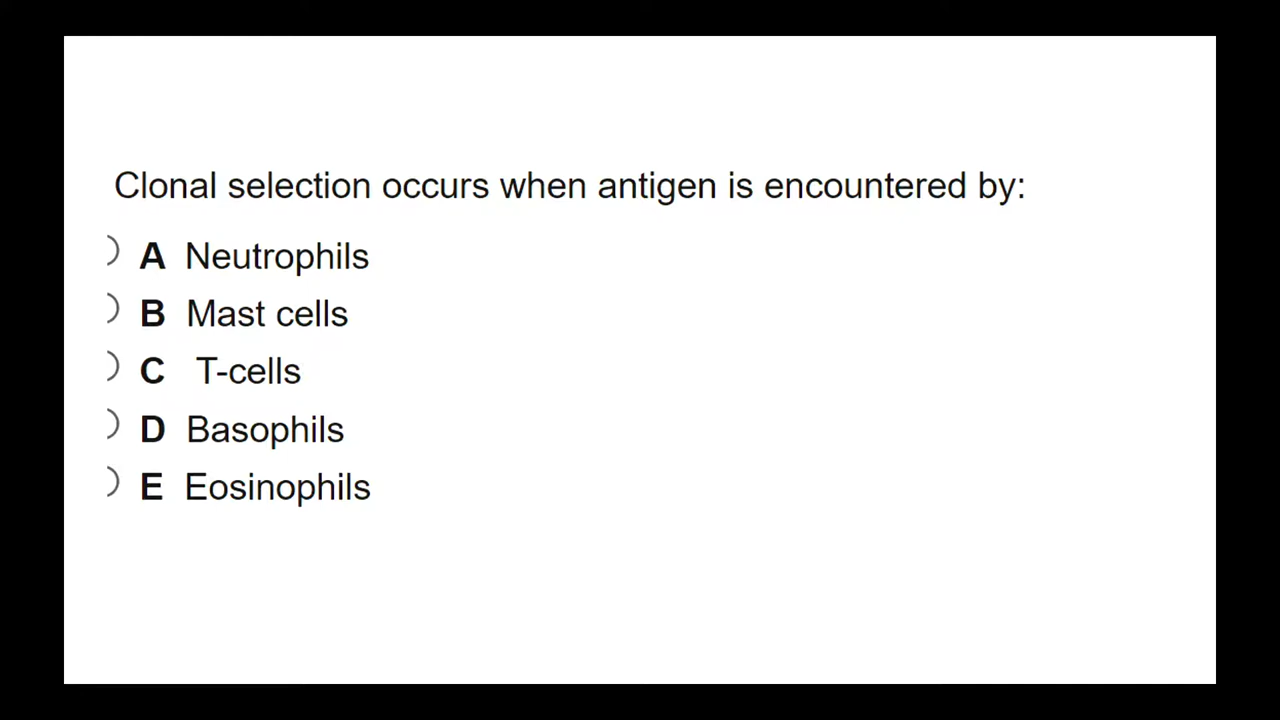 Clonal selection occurs when antigen is encountered by:
A Neutrophils
B Mast cells
C T-cells
D Basophils
E Eosinophils